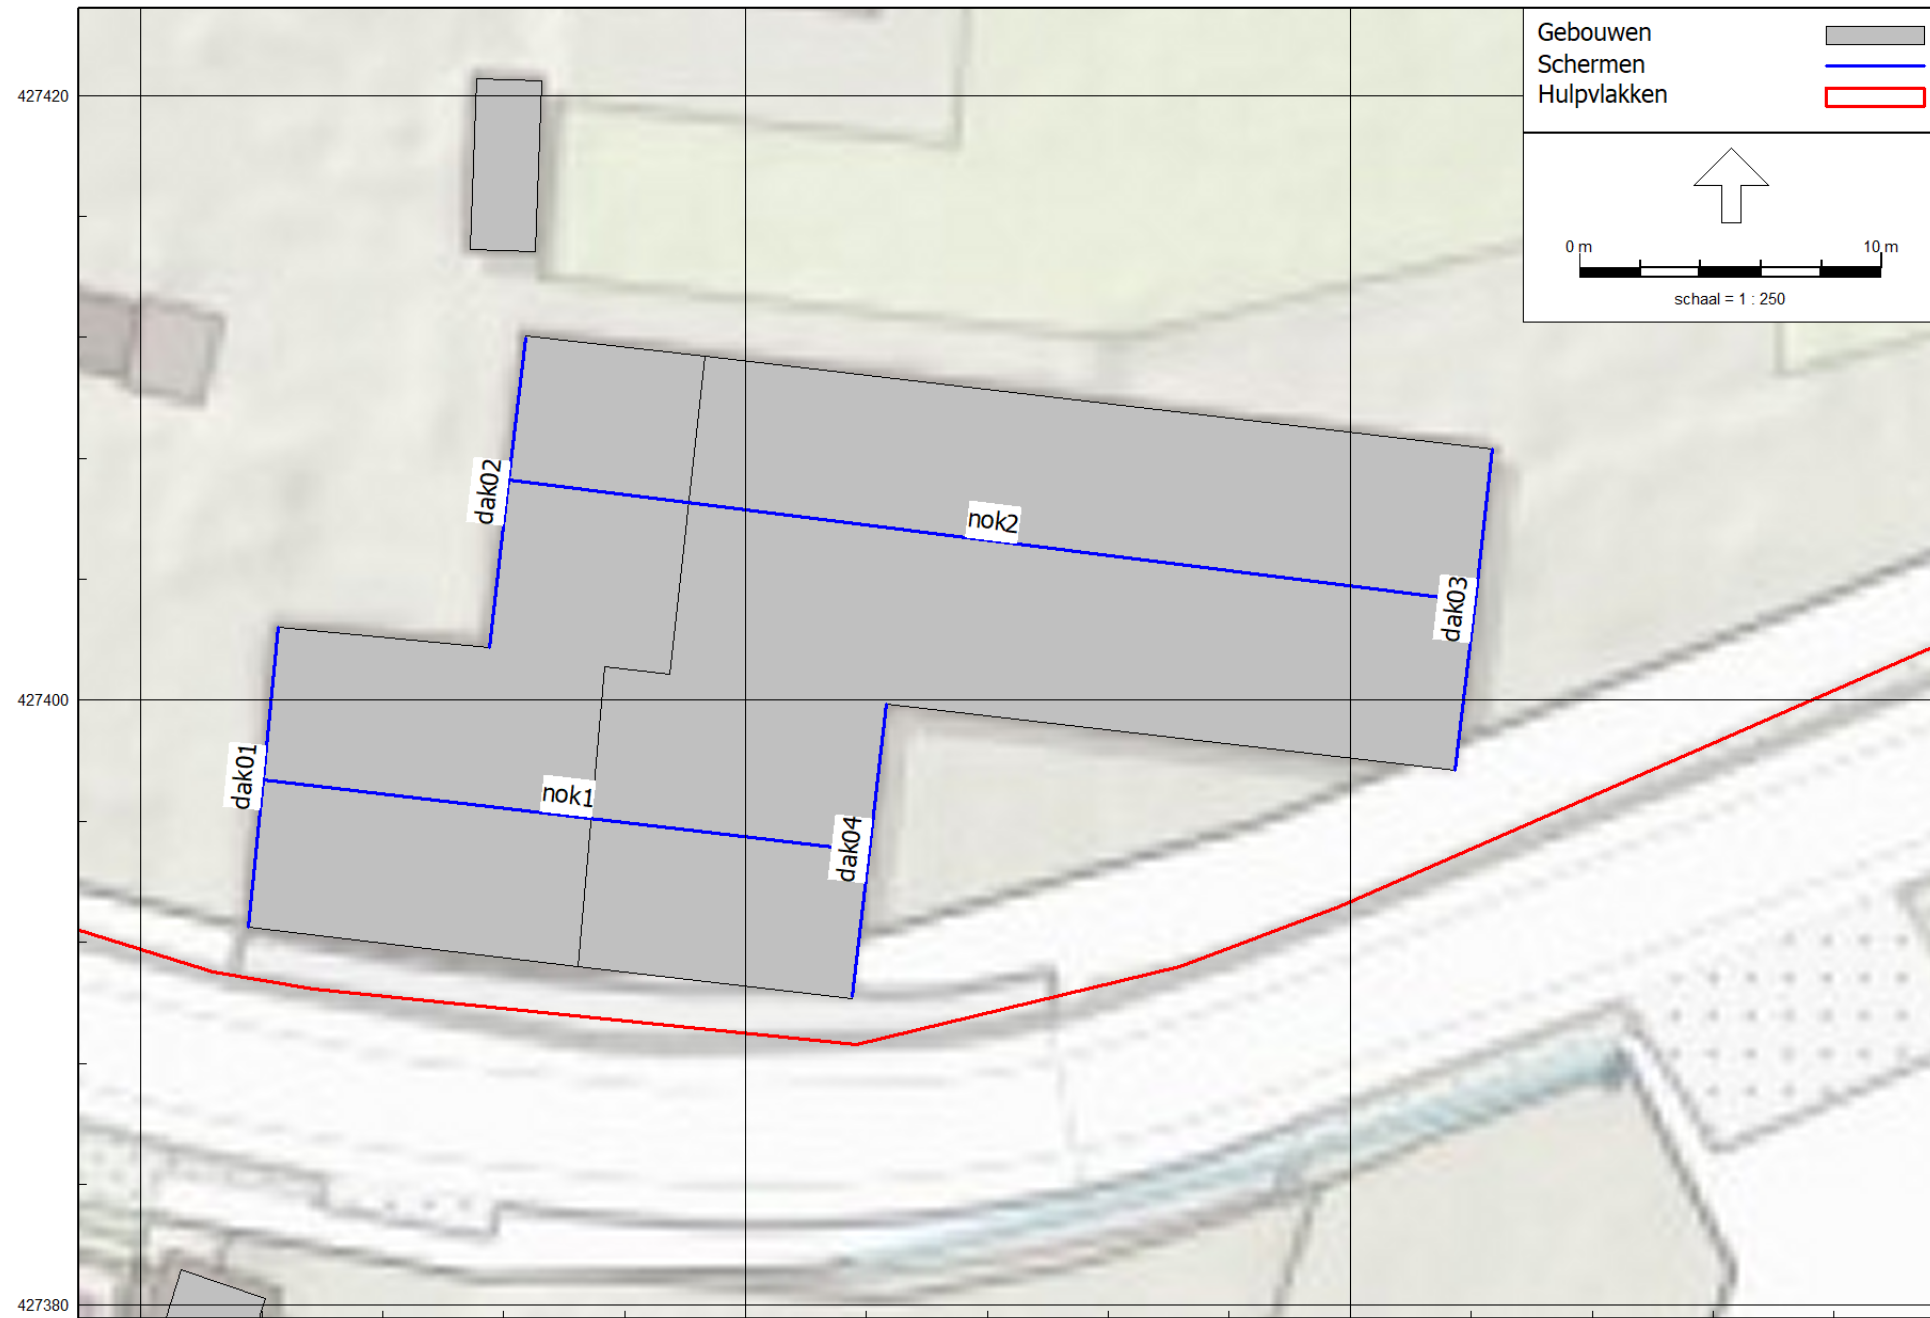 Gebouwen
Schermen
Hulpvlakken
0 m 10 m
schaal = 1 : 250
427420
dak02
nok2
dak03
427400
dak01
nok1
dak04
427380